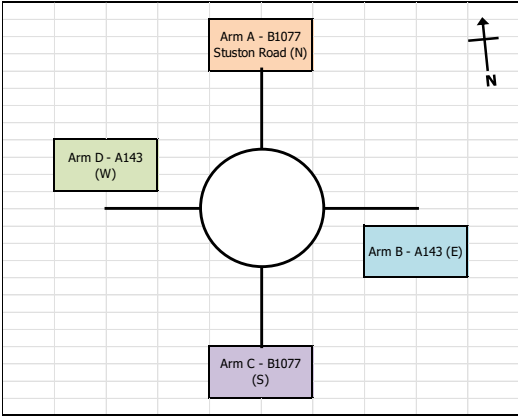 Arm A - B1077
Stuston Road (N)
N
Arm D - A143
(W)
Arm B - A143 (E)
Arm C - B1077
(S)